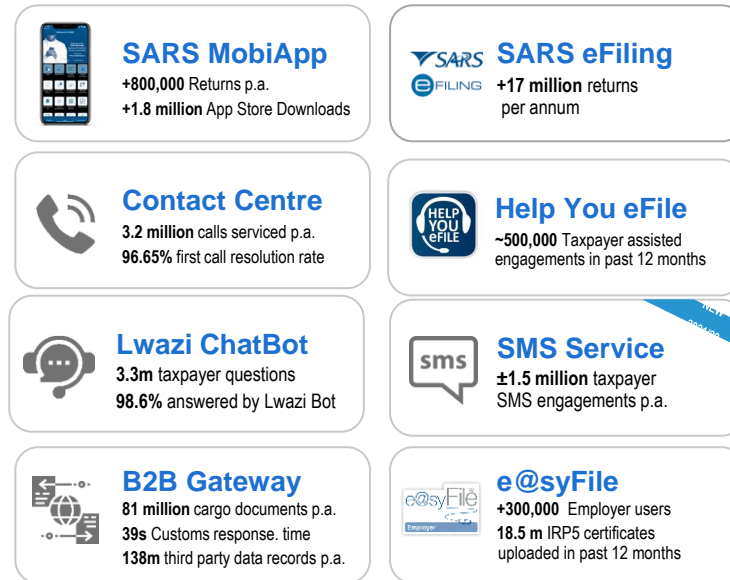 SARS MobiApp
+800,000 Returns p.a.
+1.8 million App Store Downloads
SARS
e FILING
SARS eFiling
+17 million returns
per annum
Contact Centre
3.2 million calls serviced p.a.
96.65% first call resolution rate
HELP
YOU
eFILE
Help You eFile
~500,000 Taxpayer assisted
engagements in past 12 months
Lwazi ChatBot
3.3m taxpayer questions
98.6% answered by Lwazi Bot
NEW
sms
SMS Service
±1.5 million taxpayer
SMS engagements p.a.
B2B Gateway
81 million cargo documents p.a.
39s Customs response. time
138m third party data records p.a.
e@syFile
Employer
e@syFile
+300,000 Employer users
18.5 m IRP5 certificates
uploaded in past 12 months